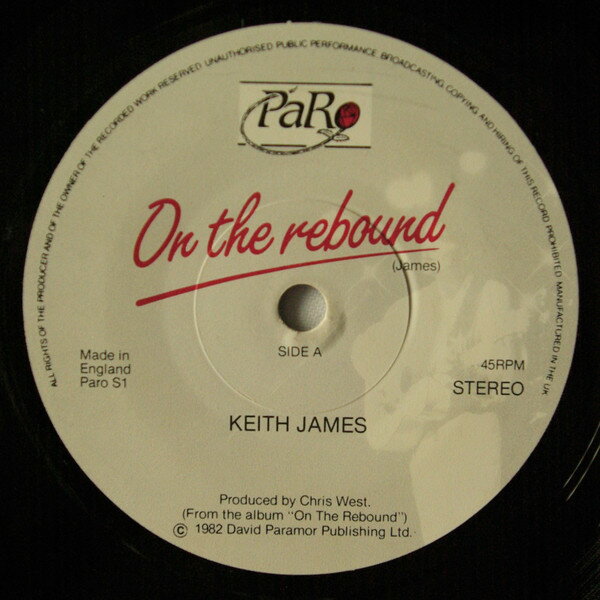 ALL RIGHTS OF THE PRODUCER AND OF THE OWNER OF THE RECORDED WORK RESERVED. UNAUTHORISED PUBLIC PERFORMANCE, BROADCASTING, COPYING AND HIRING OF THIS RECORD PROHIBITED. MANUFACTURED IN THE UK
PaRo
On the rebound
(James)
SIDE A
Made in
England
Paro S1
45RPM
STEREO
KEITH JAMES
Produced by Chris West.
(From the album "On The Rebound")
© 1982 David Paramor Publishing Ltd.